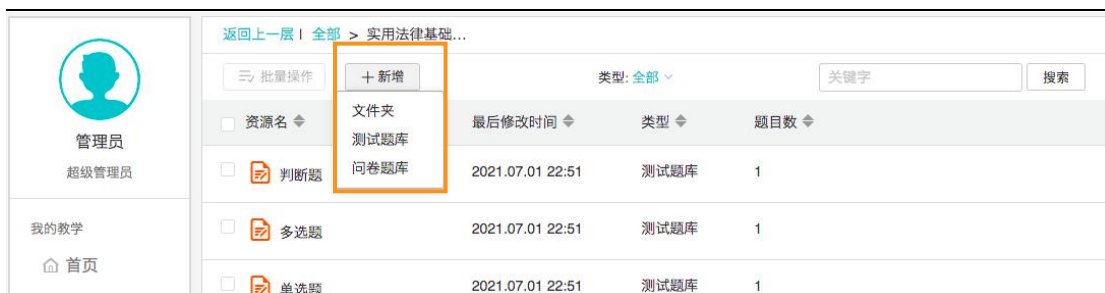 返回上一层 | 全部 > 实用法律基础...
批量操作 +新增 类型: 全部 关键字 搜索
文件夹
测试题库
问卷题库
资源名 最后修改时间 类型 题目数
管理员
超级管理员
判断题 2021.07.01 22:51 测试题库 1
我的教学
多选题 2021.07.01 22:51 测试题库 1
首页
单选题 2021.07.01 22:51 测试题库 1